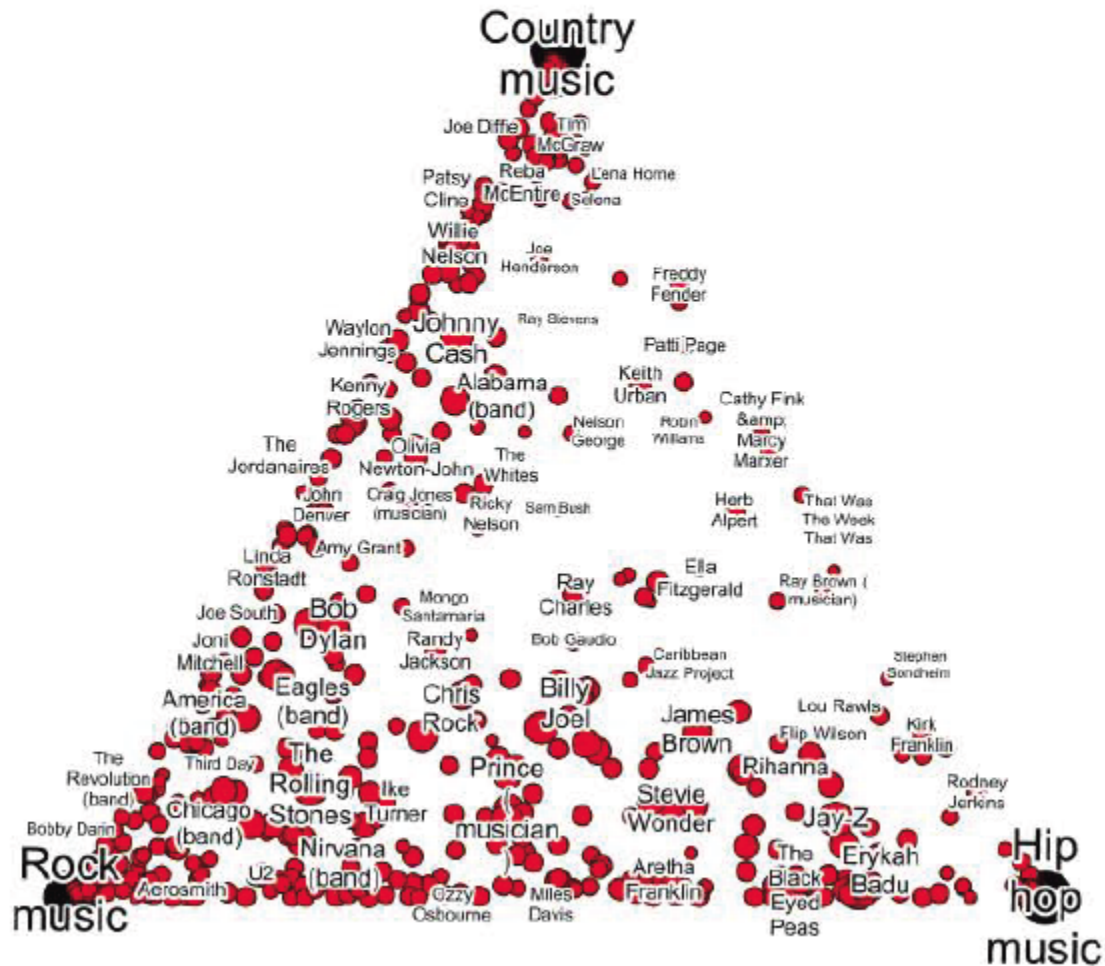 Country
music
Joe Diffie
Tim
McGraw
Reba
McEntire
Lena Horne
Selena
Patsy
Cline
Willie
Nelson
Joe
Henderson
Freddy
Fender
Ray Stevens
Johnny
Cash
Waylon
Jennings
Patti Page
Keith
Urban
Kenny
Rogers
Alabama
(band)
Cathy Fink
&amp;
Marcy
Marxer
Nelson
George
Robin
Williams
The
Jordanaires
Olivia
Newton-John
The
Whites
John
Denver
Craig Jones
(musician)
Ricky
Nelson
Sam Bush
Herb
Alpert
That Was
The Week
That Was
Linda
Ronstadt
Amy Grant
Ray
Charles
Ella
Fitzgerald
Ray Brown (
musician)
Joe South
Bob
Dylan
Mongo
Santamaria
Joni
Mitchell
Randy
Jackson
Bob Gaudio
Caribbean
Jazz Project
Stephen
Sondheim
America
(band)
Eagles
(band)
Chris
Rock
Billy
Joel
James
Brown
Lou Rawls
Flip Wilson
Kirk
Franklin
The
Revolution
(band)
Third Day
The
Rolling
Stones
Ike
Turner
Prince
(
musician
)
Rihanna
Stevie
Wonder
Rodney
Jerkins
Bobby Darin
Chicago
(band)
Jay-Z
Rock
music
Aerosmith
U2
Nirvana
(band)
Ozzy
Osbourne
Miles
Davis
Aretha
Franklin
The
Black
Eyed
Peas
Erykah
Badu
Hip
hop
music